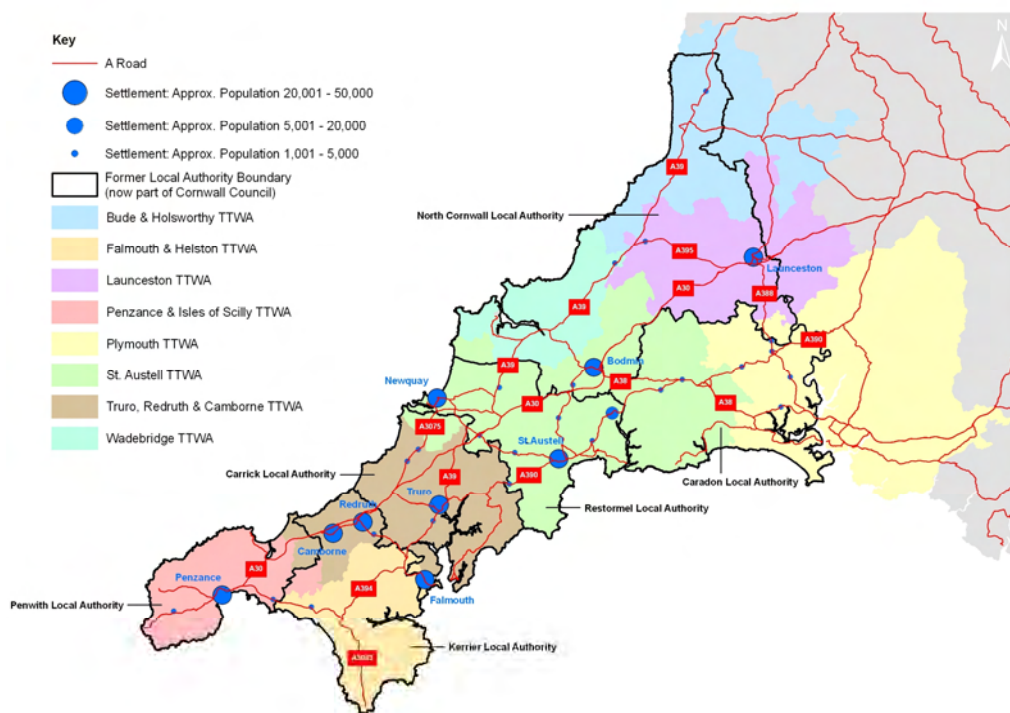 Key
A Road
Settlement: Approx. Population 20,001 - 50,000
Settlement: Approx. Population 5,001 - 20,000
Settlement: Approx. Population 1,001 - 5,000
Former Local Authority Boundary
(now part of Cornwall Council)
Bude & Holsworthy TTWA
Falmouth & Helston TTWA
Launceston TTWA
Penzance & Isles of Scilly TTWA
Plymouth TTWA
St. Austell TTWA
Truro, Redruth & Camborne TTWA
Wadebridge TTWA
N
A39
North Cornwall Local Authority
A395
Launceston
A30
A388
A39
A390
Bodmin
A39
A38
Newquay
A30
A38
A3075
St.Austell
Carrick Local Authority
A39
A390
Caradon Local Authority
Truro
Restormel Local Authority
Redruth
Camborne
A30
Penzance
A394
Falmouth
Penwith Local Authority
Kerrier Local Authority
A3083